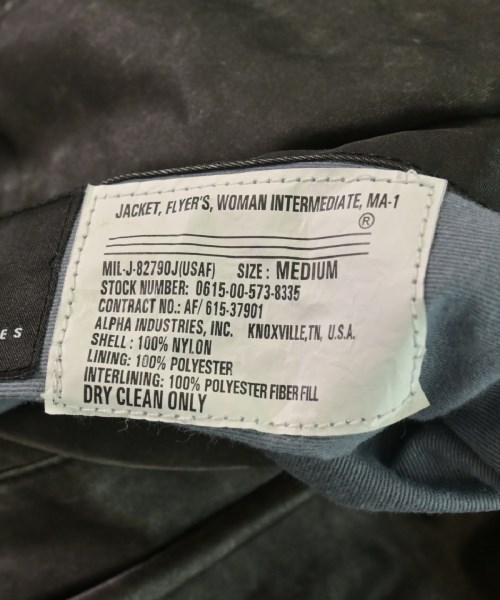 JACKET, FLYER'S, WOMAN INTERMEDIATE, MA-1
®
MIL-J-82790J(USAF) SIZE : MEDIUM
STOCK NUMBER: 0615-00-573-8335
CONTRACT NO.: AF/ 615-37901
ALPHA INDUSTRIES, INC. KNOXVILLE,TN, U.S.A.
SHELL : 100% NYLON
LINING: 100% POLYESTER
INTERLINING: 100% POLYESTER FIBER FILL
DRY CLEAN ONLY
ES